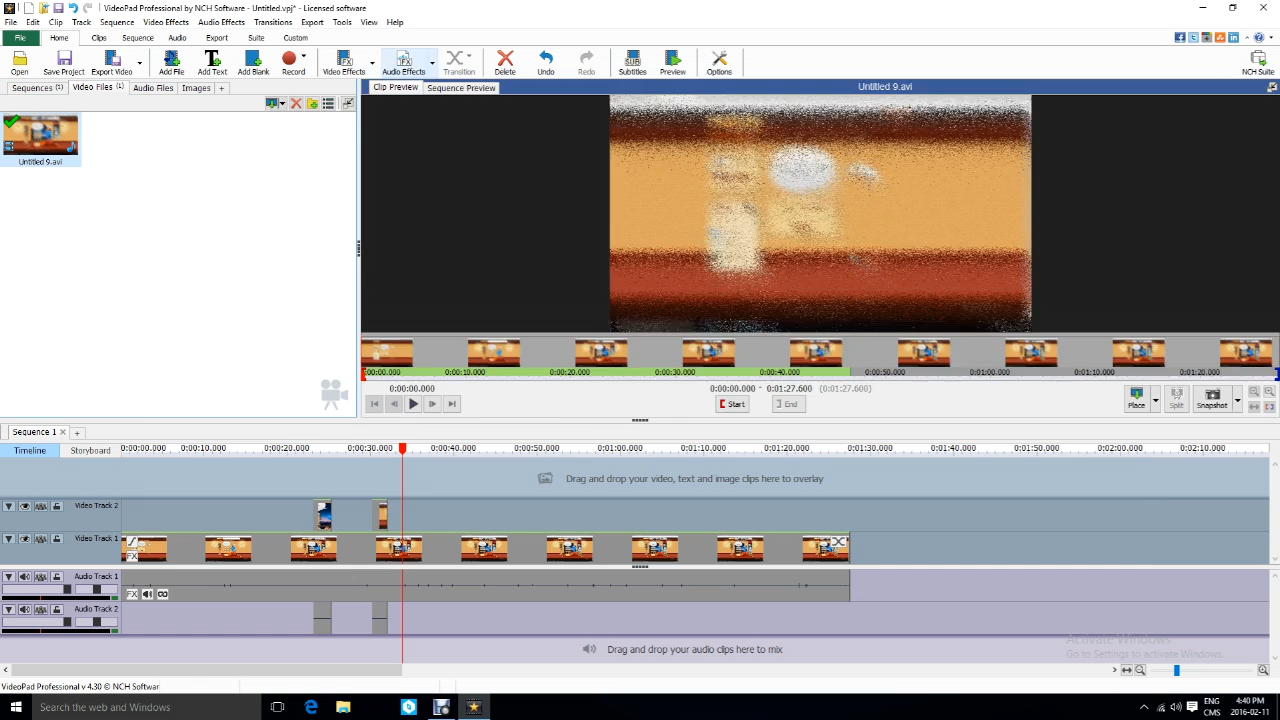 VideoPad Professional by NCH Software - Untitled.vpj* - Licensed software
File Edit Clip Track Sequence Video Effects Audio Effects Transitions Export Tools View Help
File Home Clips Sequence Audio Export Suite Custom
Open Save Project Export Video Add File Add Text Add Blank Record Video Effects Audio Effects Transition Delete Undo Redo Subtitles Preview Options NCH Suite
Sequences (1) Video Files (1) Audio Files Images +
Clip Preview Sequence Preview Untitled 9.avi
Untitled 9.avi
0:00:00.000 0:00:10.000 0:00:20.000 0:00:30.000 0:00:40.000 0:00:50.000 0:01:00.000 0:01:10.000 0:01:20.000
0:00:00.000 0:00:00.000 - 0:01:27.600 (0:01:27.600)
Start End Place Split Snapshot
Sequence 1
Timeline Storyboard 0:00:00.000 0:00:10.000 0:00:20.000 0:00:30.000 0:00:40.000 0:00:50.000 0:01:00.000 0:01:10.000 0:01:20.000 0:01:30.000 0:01:40.000 0:01:50.000 0:02:00.000 0:02:10.000
Drag and drop your video, text and image clips here to overlay
Video Track 2
Video Track 1
FX
Audio Track 1
FX
Audio Track 2
Drag and drop your audio clips here to mix
Activate Windows
Go to Settings to activate Windows.
VideoPad Professional v 4.30 © NCH Softwar
Search the web and Windows
ENG 4:40 PM
CMS 2016-02-11